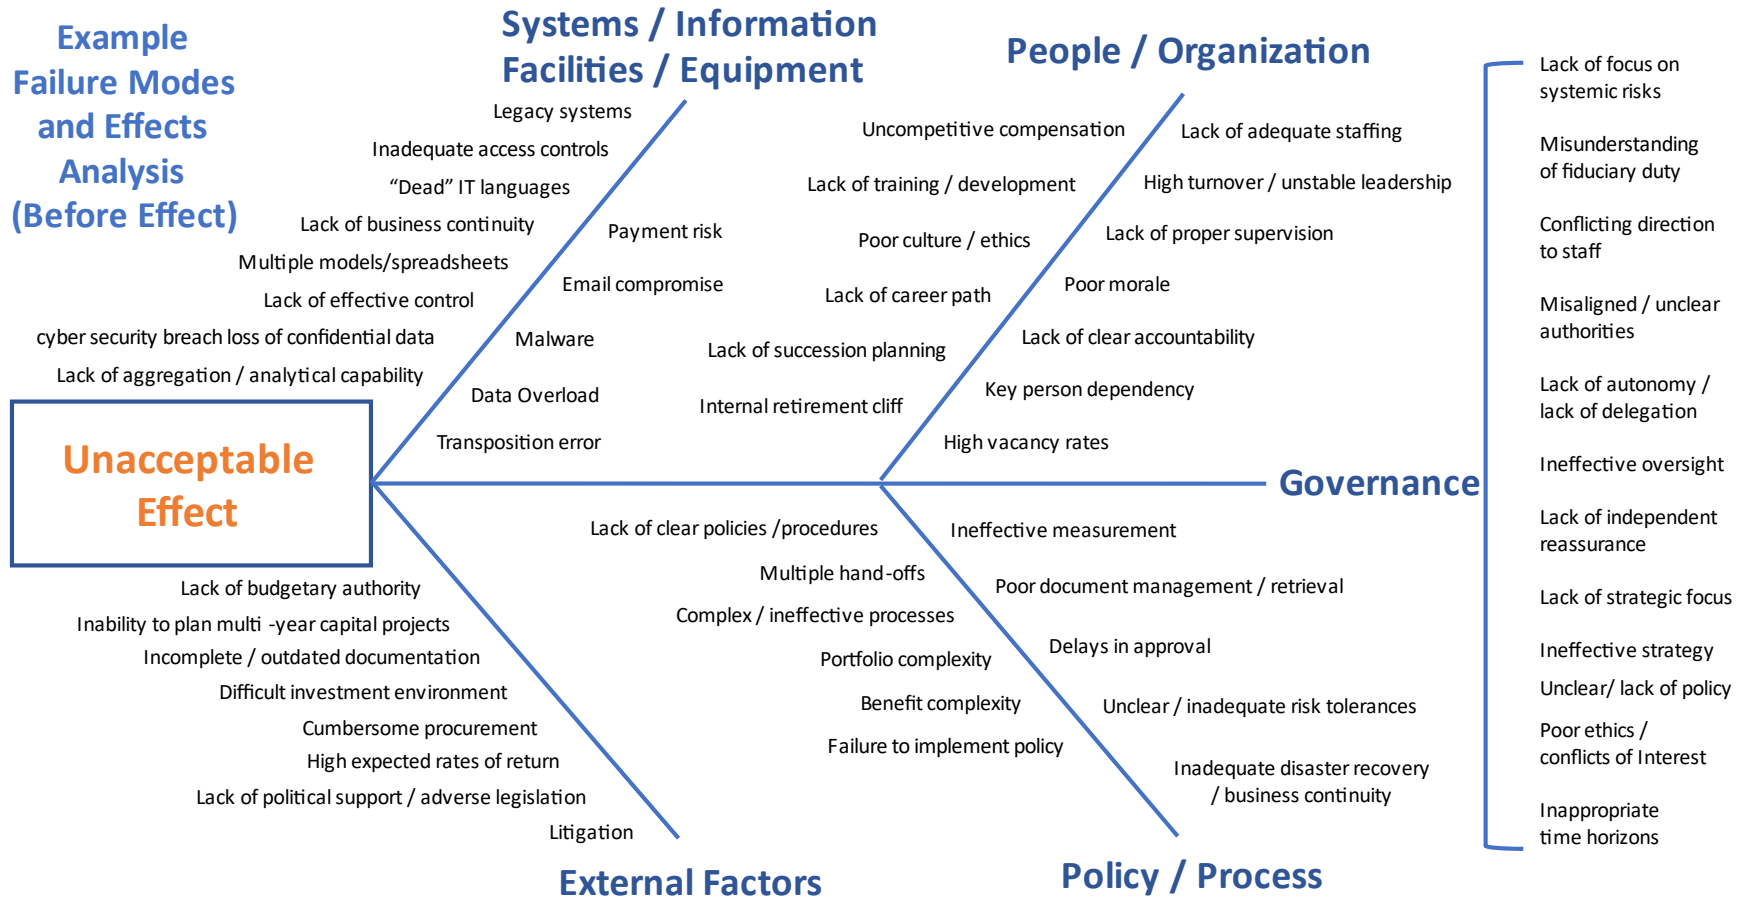 Example
Failure Modes
and Effects
Analysis
(Before Effect)
Systems / Information
Facilities / Equipment
Legacy systems
Inadequate access controls
“Dead” IT languages
Lack of business continuity
Multiple models/spreadsheets
Lack of effective control
cyber security breach loss of confidential data
Lack of aggregation / analytical capability
Payment risk
Email compromise
Malware
Data Overload
Transposition error
People / Organization
Uncompetitive compensation
Lack of training / development
Poor culture / ethics
Lack of career path
Lack of succession planning
Internal retirement cliff
Lack of adequate staffing
High turnover / unstable leadership
Lack of proper supervision
Poor morale
Lack of clear accountability
Key person dependency
High vacancy rates
Unacceptable
Effect
Governance
Lack of focus on
systemic risks
Misunderstanding
of fiduciary duty
Conflicting direction
to staff
Misaligned / unclear
authorities
Lack of autonomy /
lack of delegation
Ineffective oversight
Lack of independent
reassurance
Lack of strategic focus
Ineffective strategy
Unclear/ lack of policy
Poor ethics /
conflicts of Interest
Inappropriate
time horizons
Lack of budgetary authority
Inability to plan multi -year capital projects
Incomplete / outdated documentation
Difficult investment environment
Cumbersome procurement
High expected rates of return
Lack of political support / adverse legislation
Litigation
External Factors
Lack of clear policies /procedures
Multiple hand-offs
Complex / ineffective processes
Portfolio complexity
Benefit complexity
Failure to implement policy
Ineffective measurement
Poor document management / retrieval
Delays in approval
Unclear / inadequate risk tolerances
Inadequate disaster recovery
/ business continuity
Policy / Process